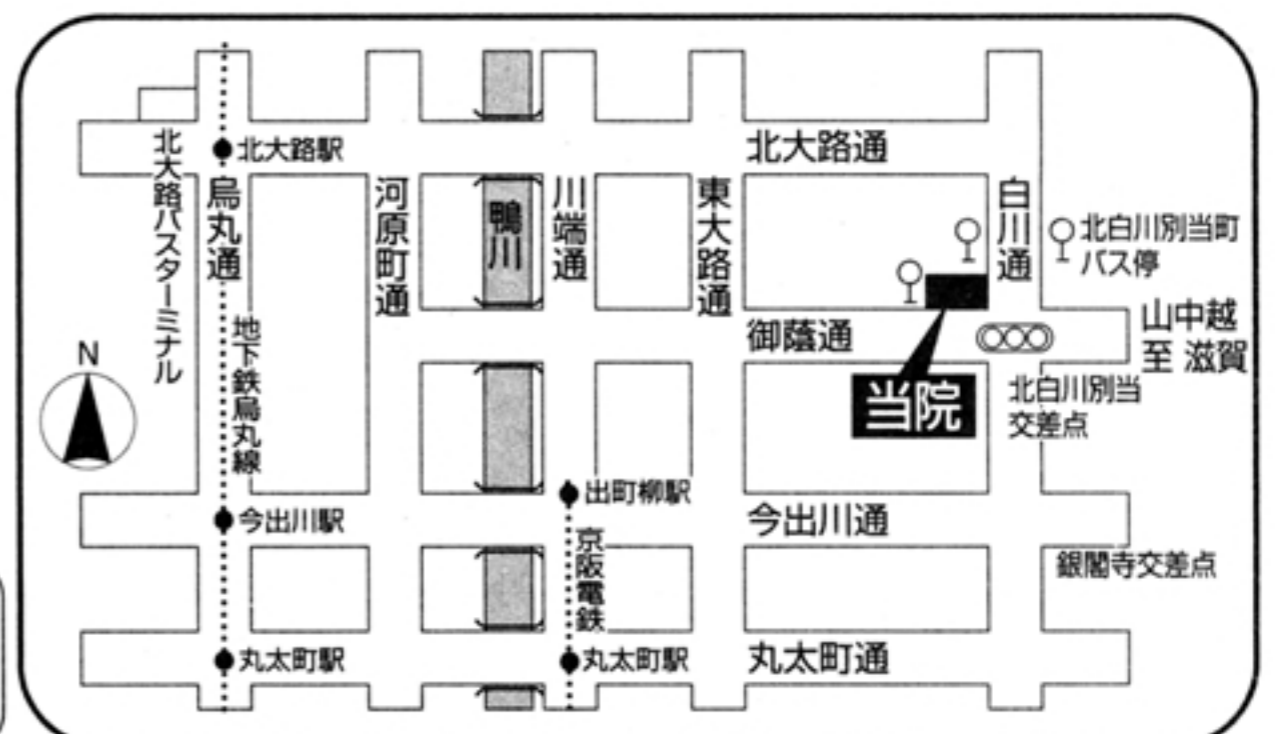 北大路駅
北大路通
北大路バスターミナル
烏丸通
河原町通
鴨川
川端通
東大路通
白川通
北白川別当町
バス停
地下鉄烏丸線
御蔭通
山中越
至 滋賀
N
当院
北白川別当
交差点
出町柳駅
今出川駅
今出川通
京阪電鉄
銀閣寺交差点
丸太町駅
丸太町駅
丸太町通